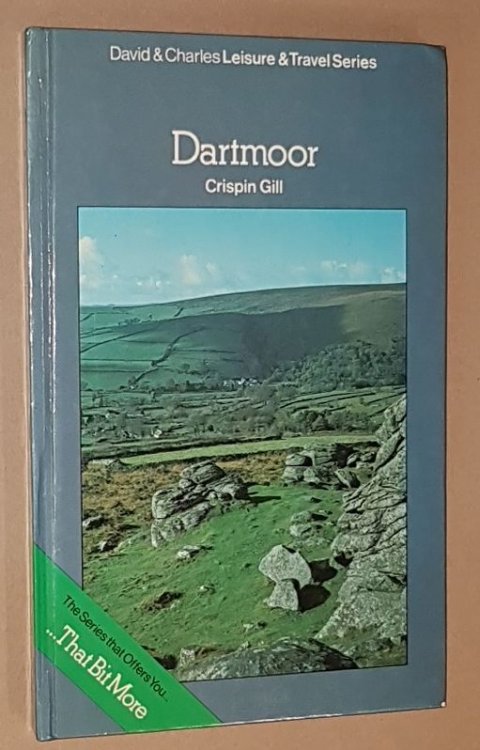 David & Charles Leisure & Travel Series
Dartmoor
Crispin Gill
The Series that Offers You...
...That Bit More